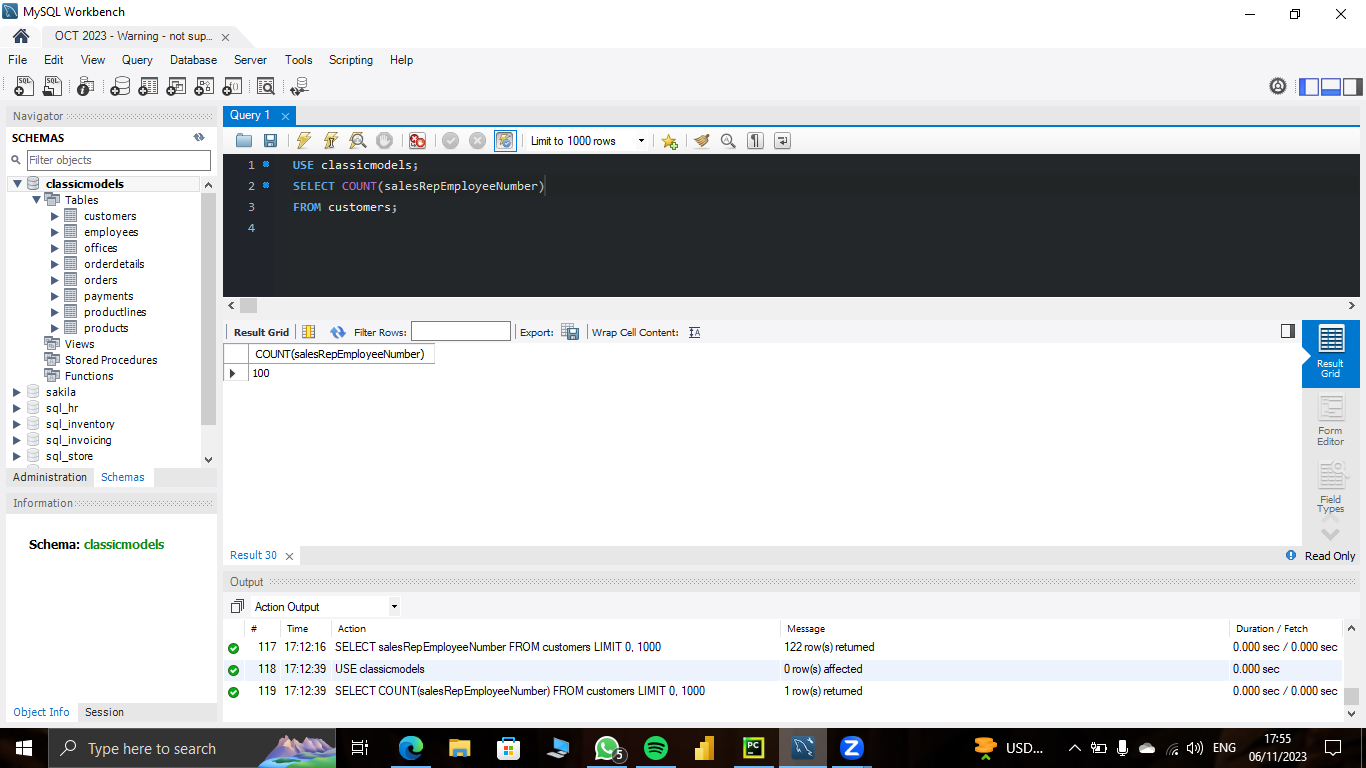 MySQL Workbench
OCT 2023 - Warning - not sup...
File Edit View Query Database Server Tools Scripting Help
Navigator
SCHEMAS
Filter objects
classicmodels
Tables
customers
employees
offices
orderdetails
orders
payments
productlines
products
Views
Stored Procedures
Functions
sakila
sql_hr
sql_inventory
sql_invoicing
sql_store
Administration Schemas
Information
Schema: classicmodels
Object Info Session
Query 1
Limit to 1000 rows
1 USE classicmodels;
2 SELECT COUNT(salesRepEmployeeNumber)
3 FROM customers;
4
Result Grid Filter Rows: Export: Wrap Cell Content:
COUNT(salesRepEmployeeNumber)
100
Result Grid
Form Editor
Field Types
Result 30
Read Only
Output
Action Output
# Time Action Message Duration / Fetch
117 17:12:16 SELECT salesRepEmployeeNumber FROM customers LIMIT 0, 1000 122 row(s) returned 0.000 sec / 0.000 sec
118 17:12:39 USE classicmodels 0 row(s) affected 0.000 sec
119 17:12:39 SELECT COUNT(salesRepEmployeeNumber) FROM customers LIMIT 0, 1000 1 row(s) returned 0.000 sec / 0.000 sec
Type here to search
5
PC
USD...
ENG
17:55
06/11/2023